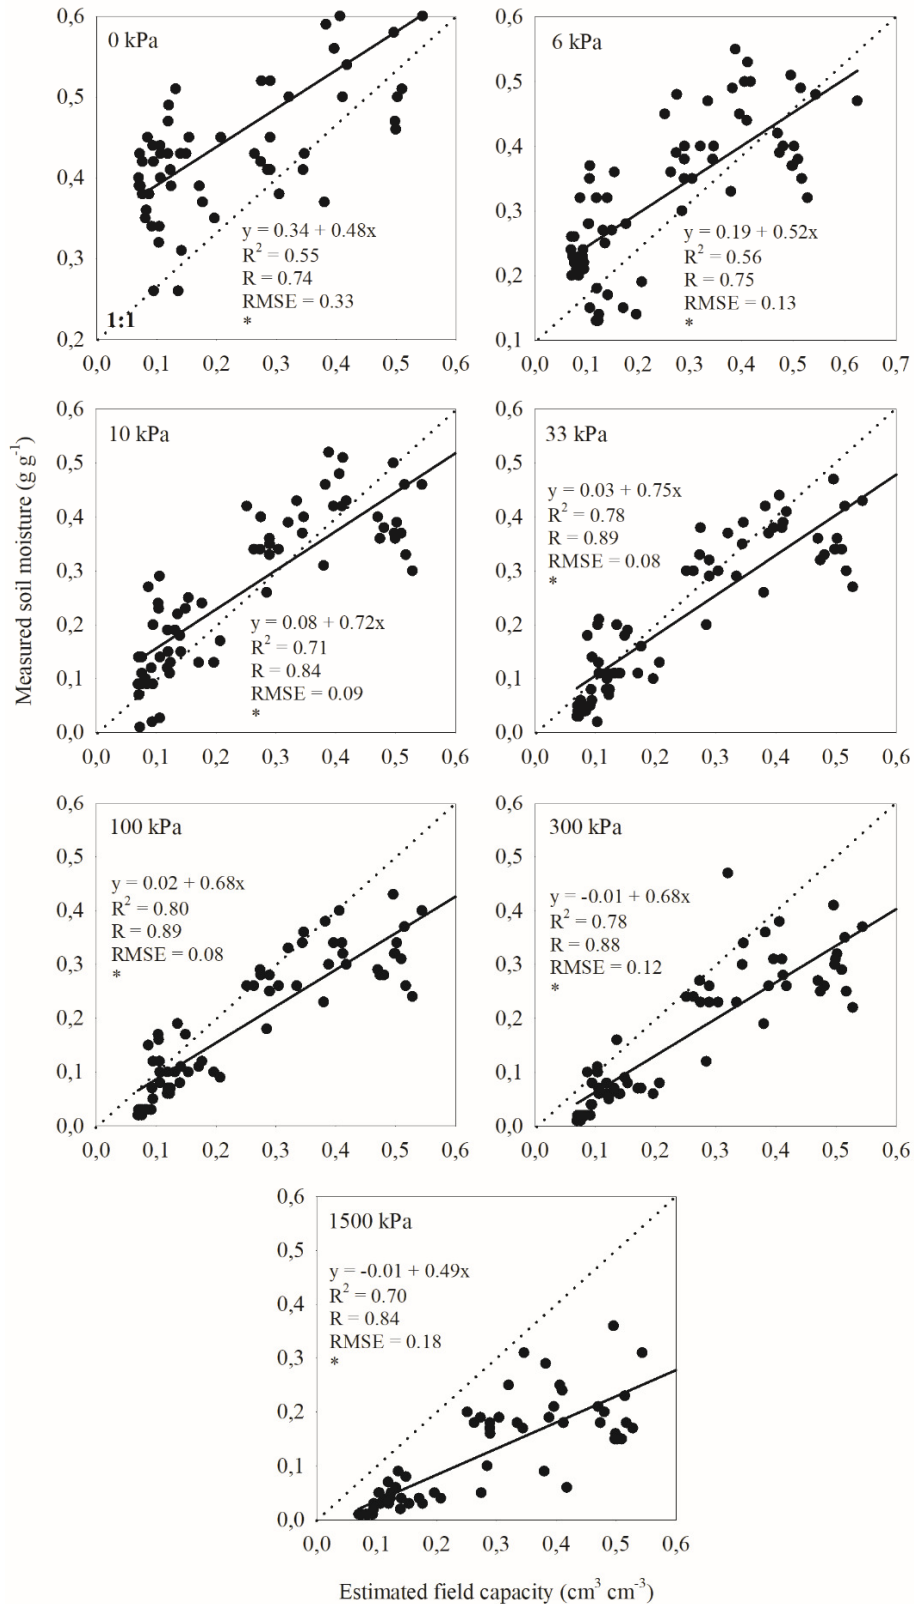 0,6
0 kPa
0,5
0,4
0,3
y = 0.34 + 0.48x
R² = 0.55
R = 0.74
RMSE = 0.33
*
1:1
0,2
0,0 0,1 0,2 0,3 0,4 0,5 0,6
0,6
6 kPa
0,5
0,4
0,3
y = 0.19 + 0.52x
R² = 0.56
R = 0.75
RMSE = 0.13
*
0,2
0,1
0,0 0,1 0,2 0,3 0,4 0,5 0,6 0,7
Measured soil moisture (g g⁻¹)
0,6
10 kPa
0,5
0,4
0,3
0,2
y = 0.08 + 0.72x
R² = 0.71
R = 0.84
RMSE = 0.09
*
0,1
0,0
0,0 0,1 0,2 0,3 0,4 0,5 0,6
0,6
33 kPa
0,5
y = 0.03 + 0.75x
R² = 0.78
R = 0.89
RMSE = 0.08
*
0,4
0,3
0,2
0,1
0,0
0,0 0,1 0,2 0,3 0,4 0,5 0,6
0,6
100 kPa
0,5
y = 0.02 + 0.68x
R² = 0.80
R = 0.89
RMSE = 0.08
*
0,4
0,3
0,2
0,1
0,0
0,0 0,1 0,2 0,3 0,4 0,5 0,6
0,6
300 kPa
0,5
y = -0.01 + 0.68x
R² = 0.78
R = 0.88
RMSE = 0.12
*
0,4
0,3
0,2
0,1
0,0
0,0 0,1 0,2 0,3 0,4 0,5 0,6
0,6
1500 kPa
0,5
y = -0.01 + 0.49x
R² = 0.70
R = 0.84
RMSE = 0.18
*
0,4
0,3
0,2
0,1
0,0
0,0 0,1 0,2 0,3 0,4 0,5 0,6
Estimated field capacity (cm³ cm⁻³)